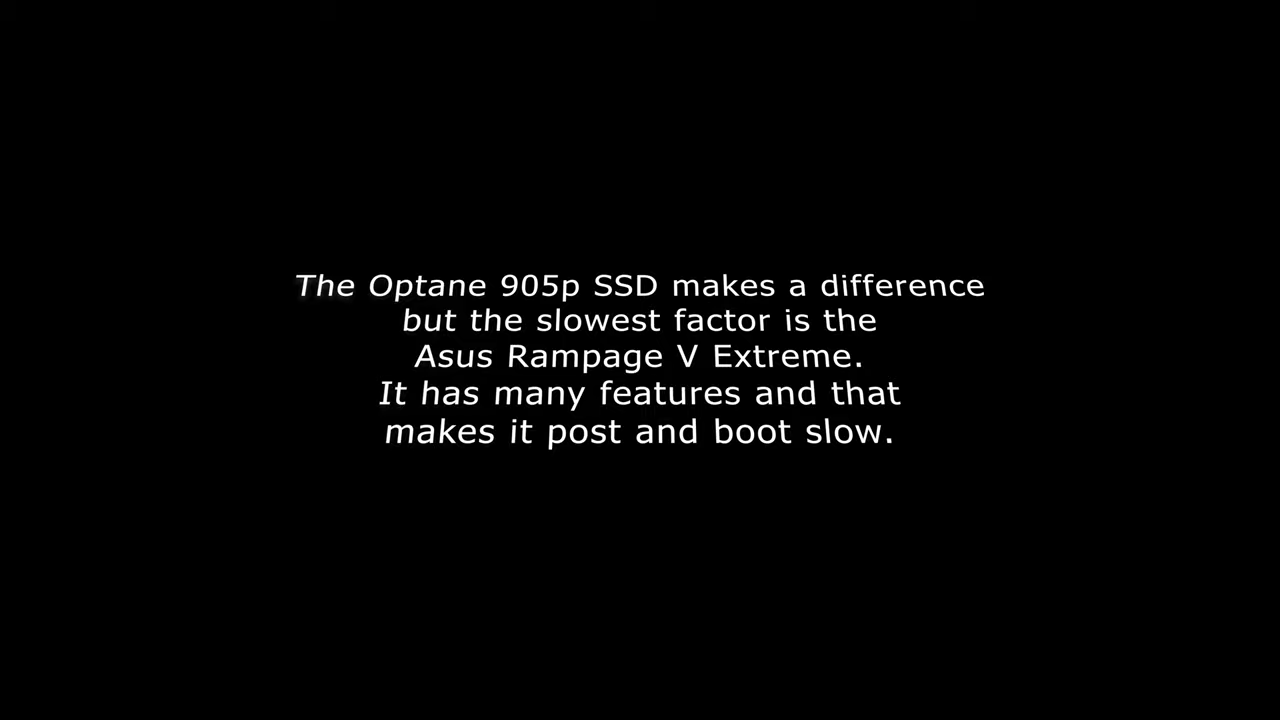 The Optane 905p SSD makes a difference
but the slowest factor is the
Asus Rampage V Extreme.
It has many features and that
makes it post and boot slow.